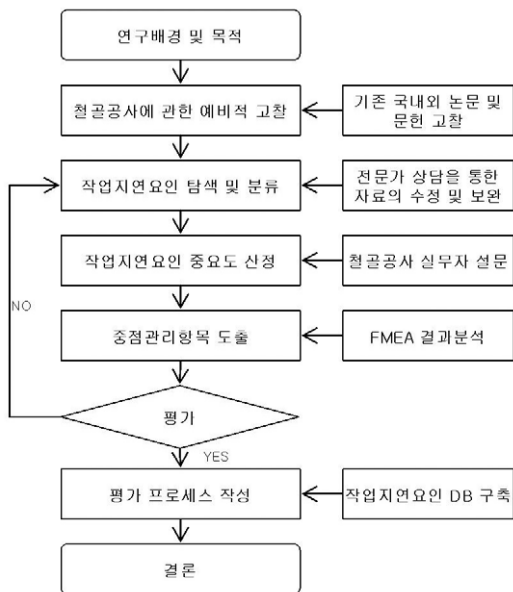 연구배경 및 목적
철골공사에 관한 예비적 고찰
기존 국내외 논문 및
문헌 고찰
작업지연요인 탐색 및 분류
전문가 상담을 통한
자료의 수정 및 보완
작업지연요인 중요도 산정
철골공사 실무자 설문
NO
중점관리항목 도출
FMEA 결과분석
평가
YES
평가 프로세스 작성
작업지연요인 DB 구축
결론